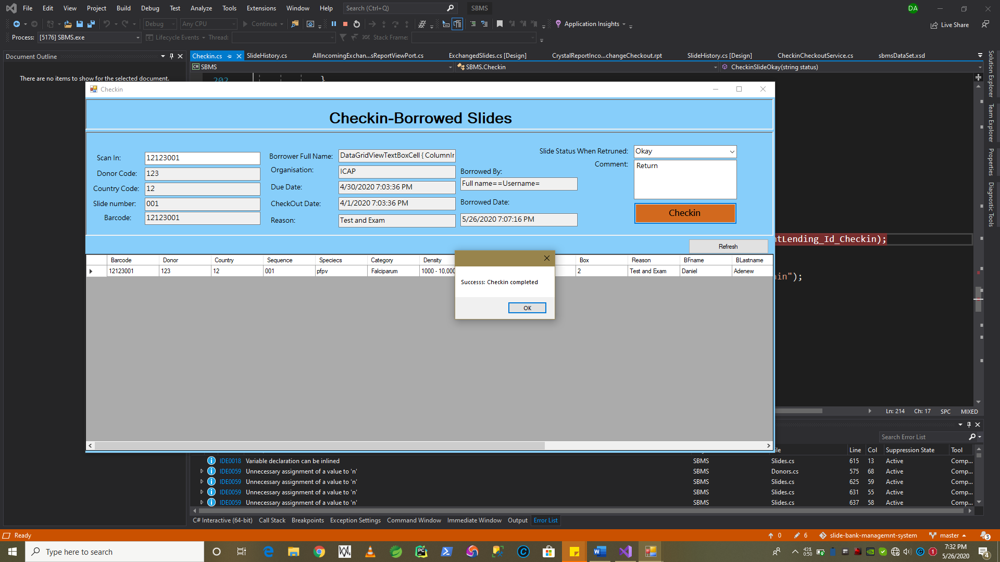 File Edit View Project Build Debug Test Analyze Tools Extensions Window Help Search (Ctrl+Q) SBMS DA
Debug Any CPU Continue Application Insights Live Share
Process: [5176] SBMS.exe Lifecycle Events Thread: Stack Frame:
Document Outline
Checkin.cs SlideHistory.cs AllIncomingExchan...sReportViewPort.cs ExchangedSlides.cs [Design] CrystalReportInco...changeCheckout.rpt SlideHistory.cs [Design] CheckinCheckoutService.cs sbmsDataSet.xsd
SBMS SBMS.Checkin CheckinSlideOkay(string status)
There are no items to show for the selected document.
202 }
Solution Explorer
Team Explorer
Properties
Diagnostic Tools
Checkin
Checkin-Borrowed Slides
Scan In: 12123001
Donor Code: 123
Country Code: 12
Slide number: 001
Barcode: 12123001
Borrower Full Name: DataGridViewTextBoxCell { ColumnIr
Organisation: ICAP
Due Date: 4/30/2020 7:03:36 PM
CheckOut Date: 4/1/2020 7:03:36 PM
Reason: Test and Exam
Borrowed By:
Full name==Username=
Borrowed Date:
5/26/2020 7:07:16 PM
Slide Status When Retruned: Okay
Comment: Return
Checkin
Refresh
ntLending_Id_Checkin);
in");
Barcode Donor Country Sequence Speciecs Category Density Box Reason BFname BLastname
12123001 123 12 001 pfpv Falciparum 1000 - 10,000 2 Test and Exam Daniel Adenew
Successs: Checkin completed
OK
Ln: 214 Ch: 17 SPC MIXED
Search Error List
ile Line Col Suppression State Tool
IDE0018 Variable declaration can be inlined SBMS Slides.cs 615 13 Active Comp...
IDE0059 Unnecessary assignment of a value to 'n' SBMS Donors.cs 575 68 Active Comp...
IDE0059 Unnecessary assignment of a value to 'n' SBMS Slides.cs 625 59 Active Comp...
IDE0059 Unnecessary assignment of a value to 'n' SBMS Slides.cs 631 55 Active Comp...
IDE0059 Unnecessary assignment of a value to 'n' SBMS Slides.cs 637 58 Active Comp...
C# Interactive (64-bit) Call Stack Breakpoints Exception Settings Command Window Immediate Window Output Error List
Ready 0 6 slide-bank-managemnt-system master 3
Type here to search
43%
0:50
1
7:32 PM
5/26/2020
4